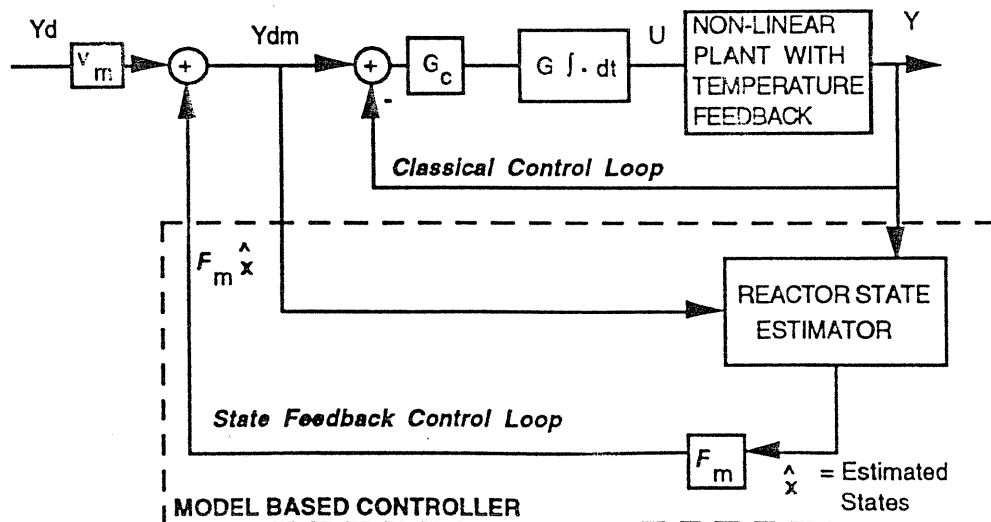 Yd
v m
+
Ydm
+
-
G c
G ∫ · dt
U
NON-LINEAR
PLANT WITH
TEMPERATURE
FEEDBACK
Y
Classical Control Loop
F m x̂
REACTOR STATE
ESTIMATOR
State Feedback Control Loop
F m
x̂ = Estimated
States
MODEL BASED CONTROLLER